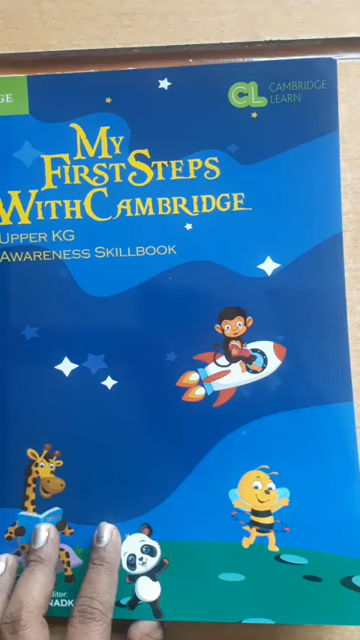 GE
CL CAMBRIDGE
LEARN
MY
FIRST STEPS
WITH CAMBRIDGE
UPPER KG
AWARENESS SKILLBOOK
itor:
NADK